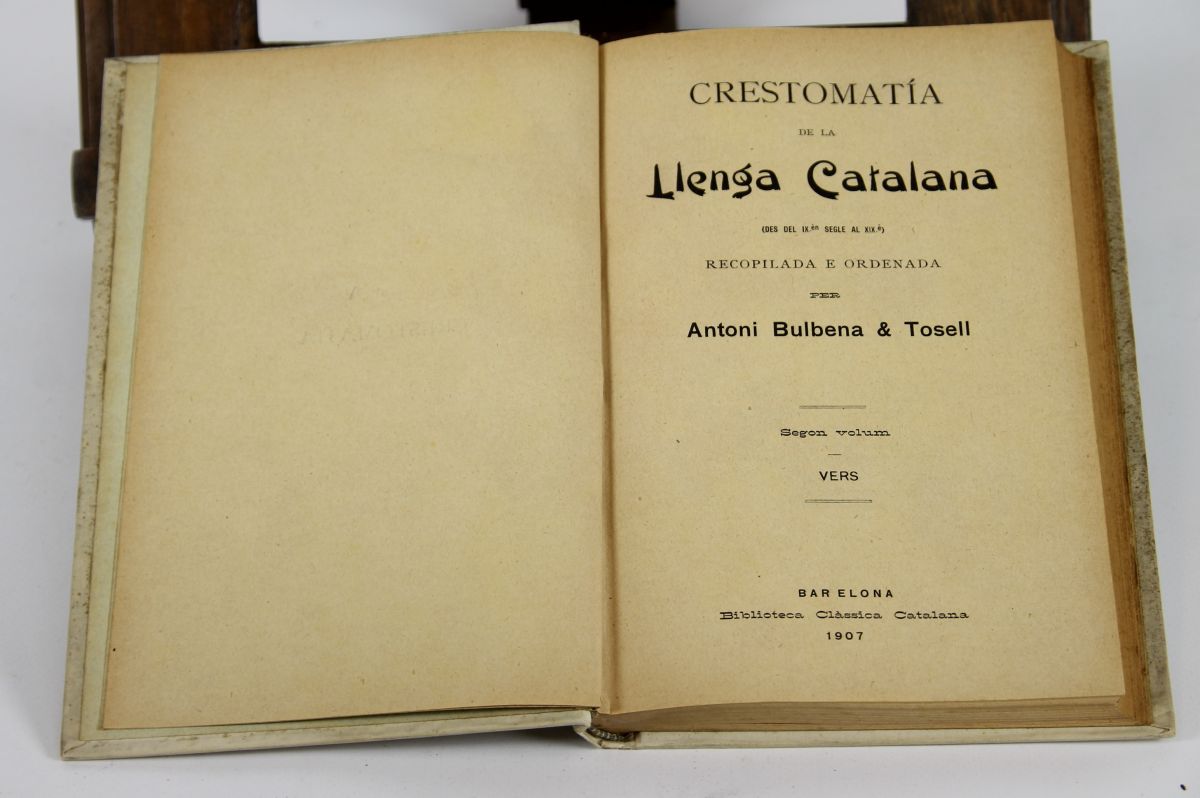 CRESTOMATÍA
DE LA
Llenga Catalana
(DES DEL IX.èn SEGLE AL XIX.è)
RECOPILADA E ORDENADA
PER
Antoni Bulbena & Tosell
Segon volum
VERS
BAR ELONA
Biblioteca Clàssica Catalana
1907